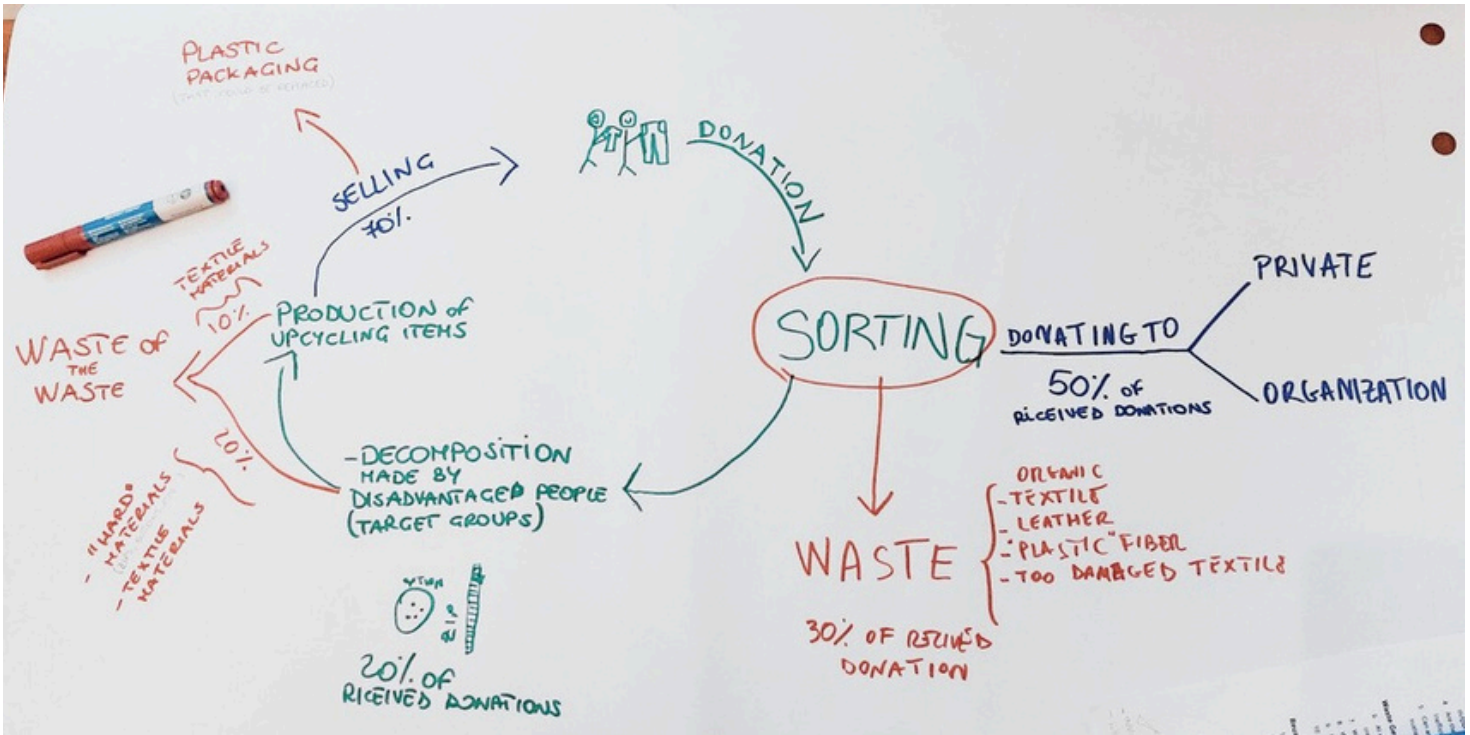 PLASTIC
PACKAGING
SELLING
70%
DONATION
TEXTILE
MATERIALS
10%
PRODUCTION of
UPCYCLING ITEMS
WASTE of
THE
WASTE
20%
- "HARD"
MATERIALS
- TEXTILE
MATERIALS
- DECOMPOSITION
MADE BY
DISADVANTAGED PEOPLE
(TARGET GROUPS)
ZIP
20% OF
RICEIVED DONATIONS
SORTING
DONATING TO
50% OF
RICEIVED DONATIONS
PRIVATE
ORGANIZATION
WASTE
30% OF RECIVED
DONATION
ORGANIC
- TEXTILE
- LEATHER
- "PLASTIC" FIBER
- TOO DAMAGED TEXTILE